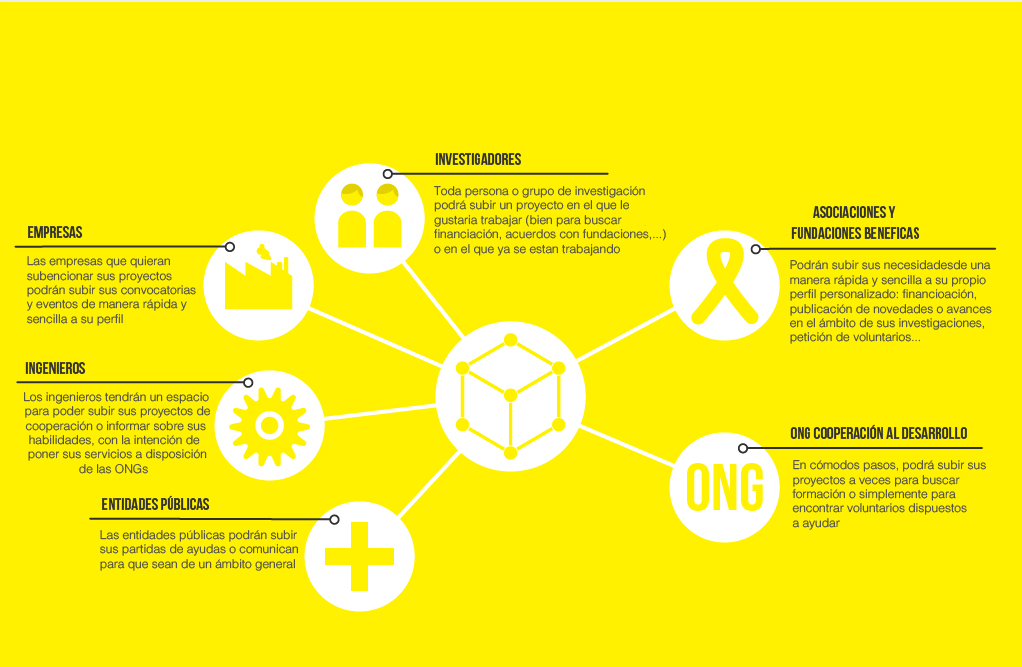 INVESTIGADORES
Toda persona o grupo de investigación
podrá subir un proyecto en el que le
gustaria trabajar (bien para buscar
financiación, acuerdos con fundaciones,...)
o en el que ya se estan trabajando
ASOCIACIONES Y
FUNDACIONES BENEFICAS
Podrán subir sus necesidadesde una
manera rápida y sencilla a su propio
perfil personalizado: financioación,
publicación de novedades o avances
en el ámbito de sus investigaciones,
petición de voluntarios...
EMPRESAS
Las empresas que quieran
subencionar sus proyectos
podrán subir sus convocatorias
y eventos de manera rápida y
sencilla a su perfil
INGENIEROS
Los ingenieros tendrán un espacio
para poder subir sus proyectos de
cooperación o informar sobre sus
habilidades, con la intención de
poner sus servicios a disposición
de las ONGs
ONG COOPERACIÓN AL DESARROLLO
ONG
En cómodos pasos, podrá subir sus
proyectos a veces para buscar
formación o simplemente para
encontrar voluntarios dispuestos
a ayudar
ENTIDADES PÚBLICAS
Las entidades públicas podrán subir
sus partidas de ayudas o comunican
para que sean de un ámbito general